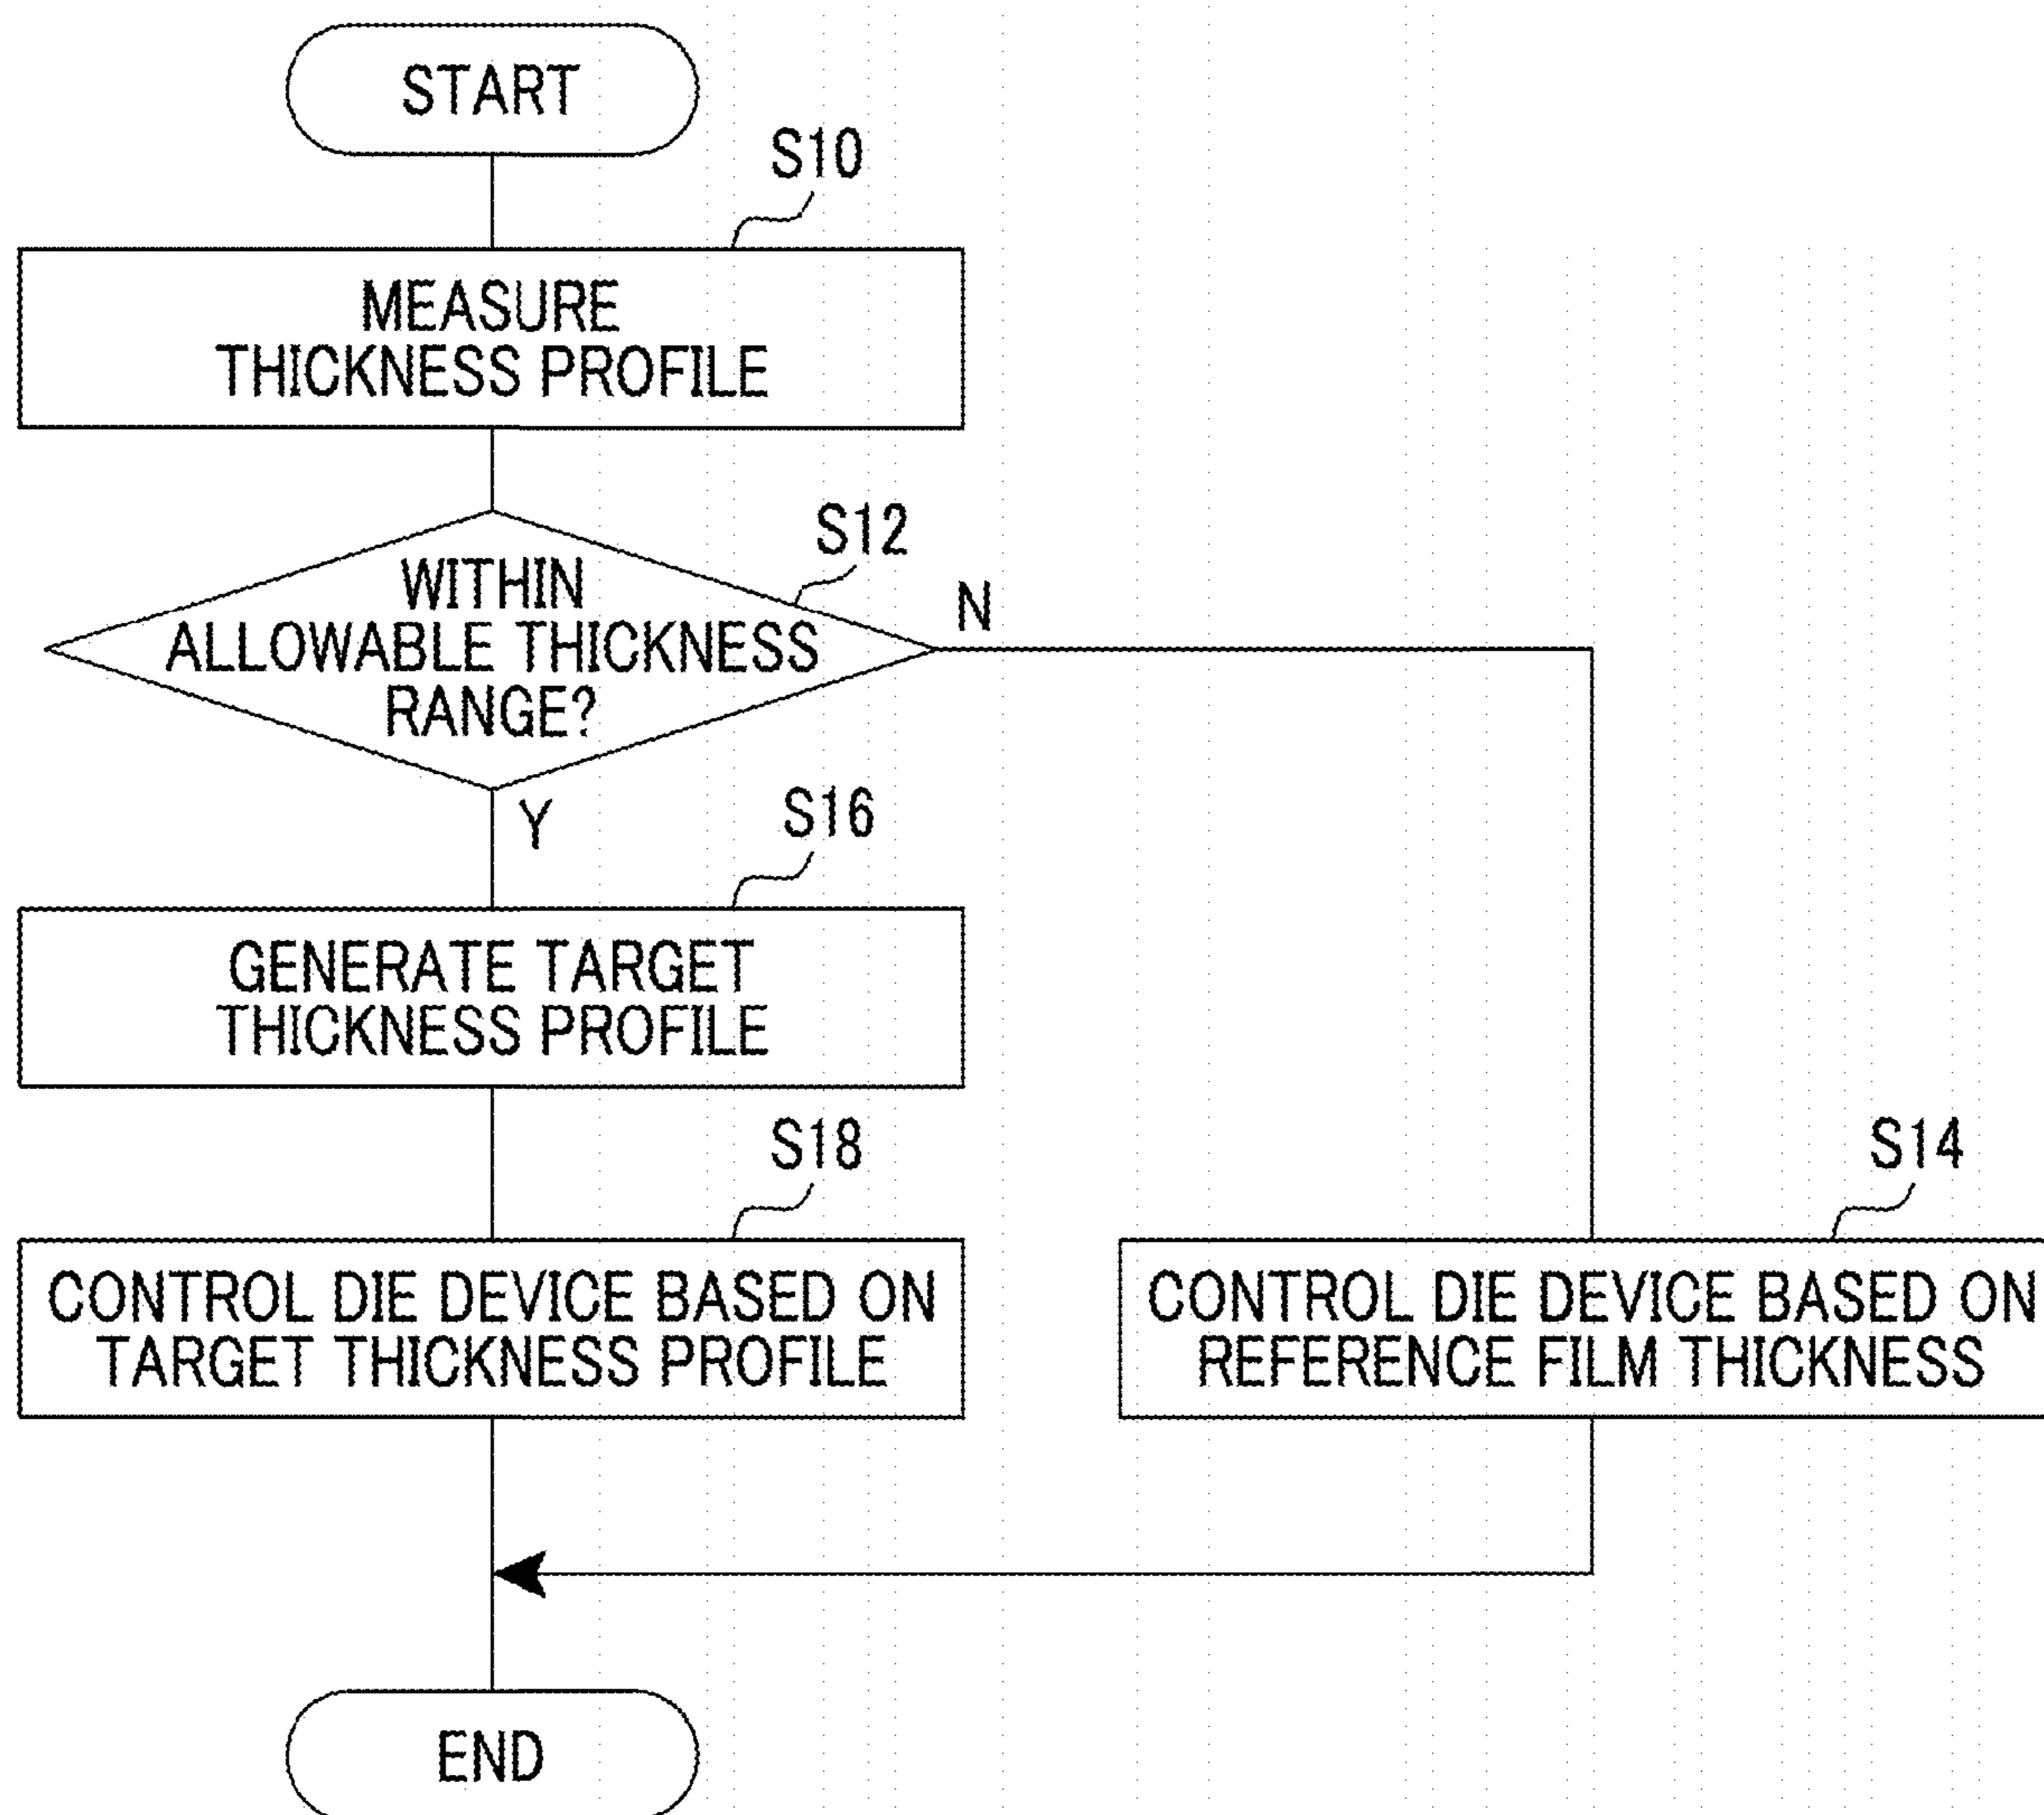 START
S10
MEASURE
THICKNESS PROFILE
S12
WITHIN
ALLOWABLE THICKNESS
RANGE?
N
Y
S16
GENERATE TARGET
THICKNESS PROFILE
S18
CONTROL DIE DEVICE BASED ON
TARGET THICKNESS PROFILE
S14
CONTROL DIE DEVICE BASED ON
REFERENCE FILM THICKNESS
END